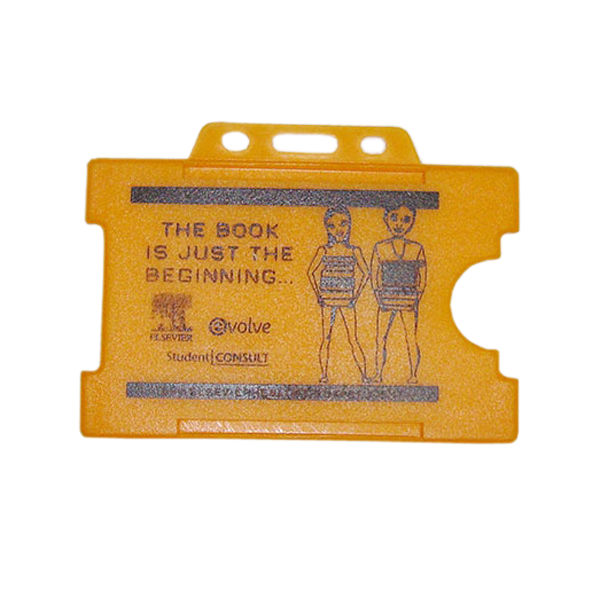 THE BOOK
IS JUST THE
BEGINNING...
ELSEVIER
evolve
Student CONSULT